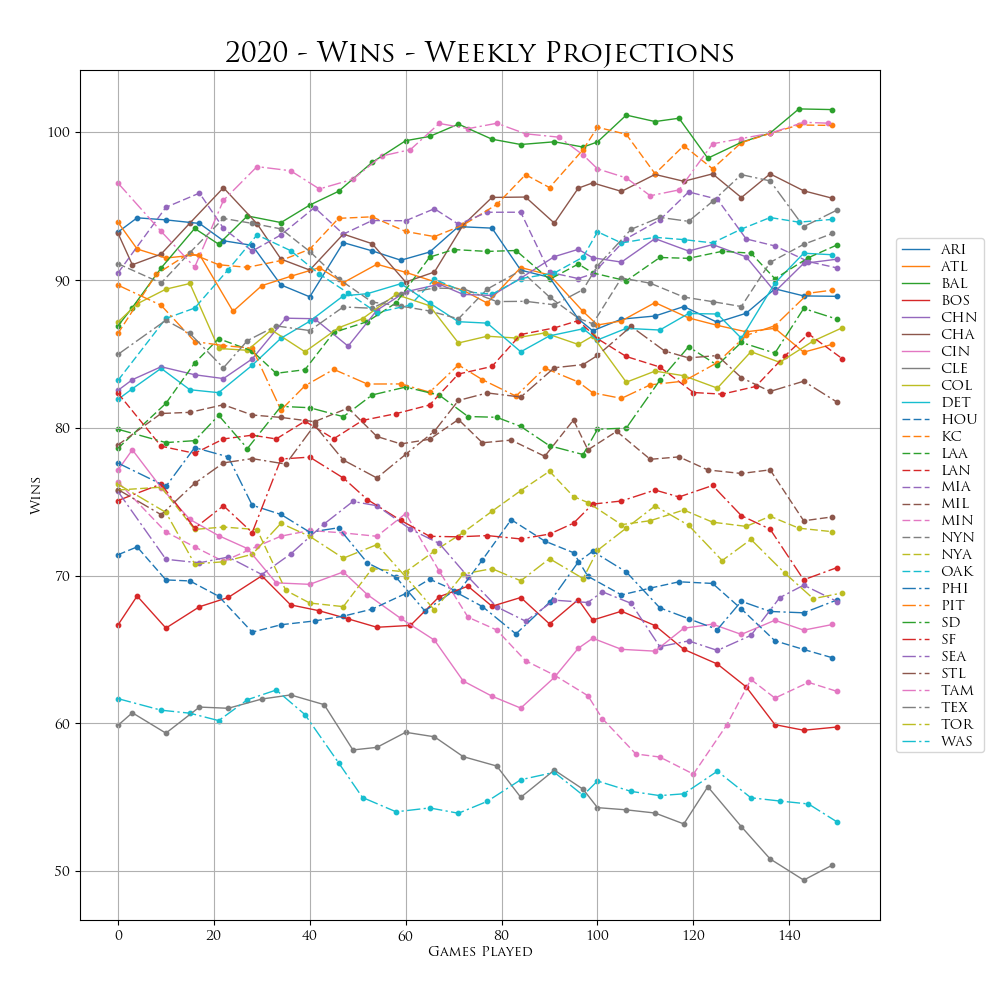 2020 - Wins - Weekly Projections
100
90
80
70
60
50
Wins
0 20 40 60 80 100 120 140
Games Played
ARI
ATL
BAL
BOS
CHN
CHA
CIN
CLE
COL
DET
HOU
KC
LAA
LAN
MIA
MIL
MIN
NYN
NYA
OAK
PHI
PIT
SD
SF
SEA
STL
TAM
TEX
TOR
WAS